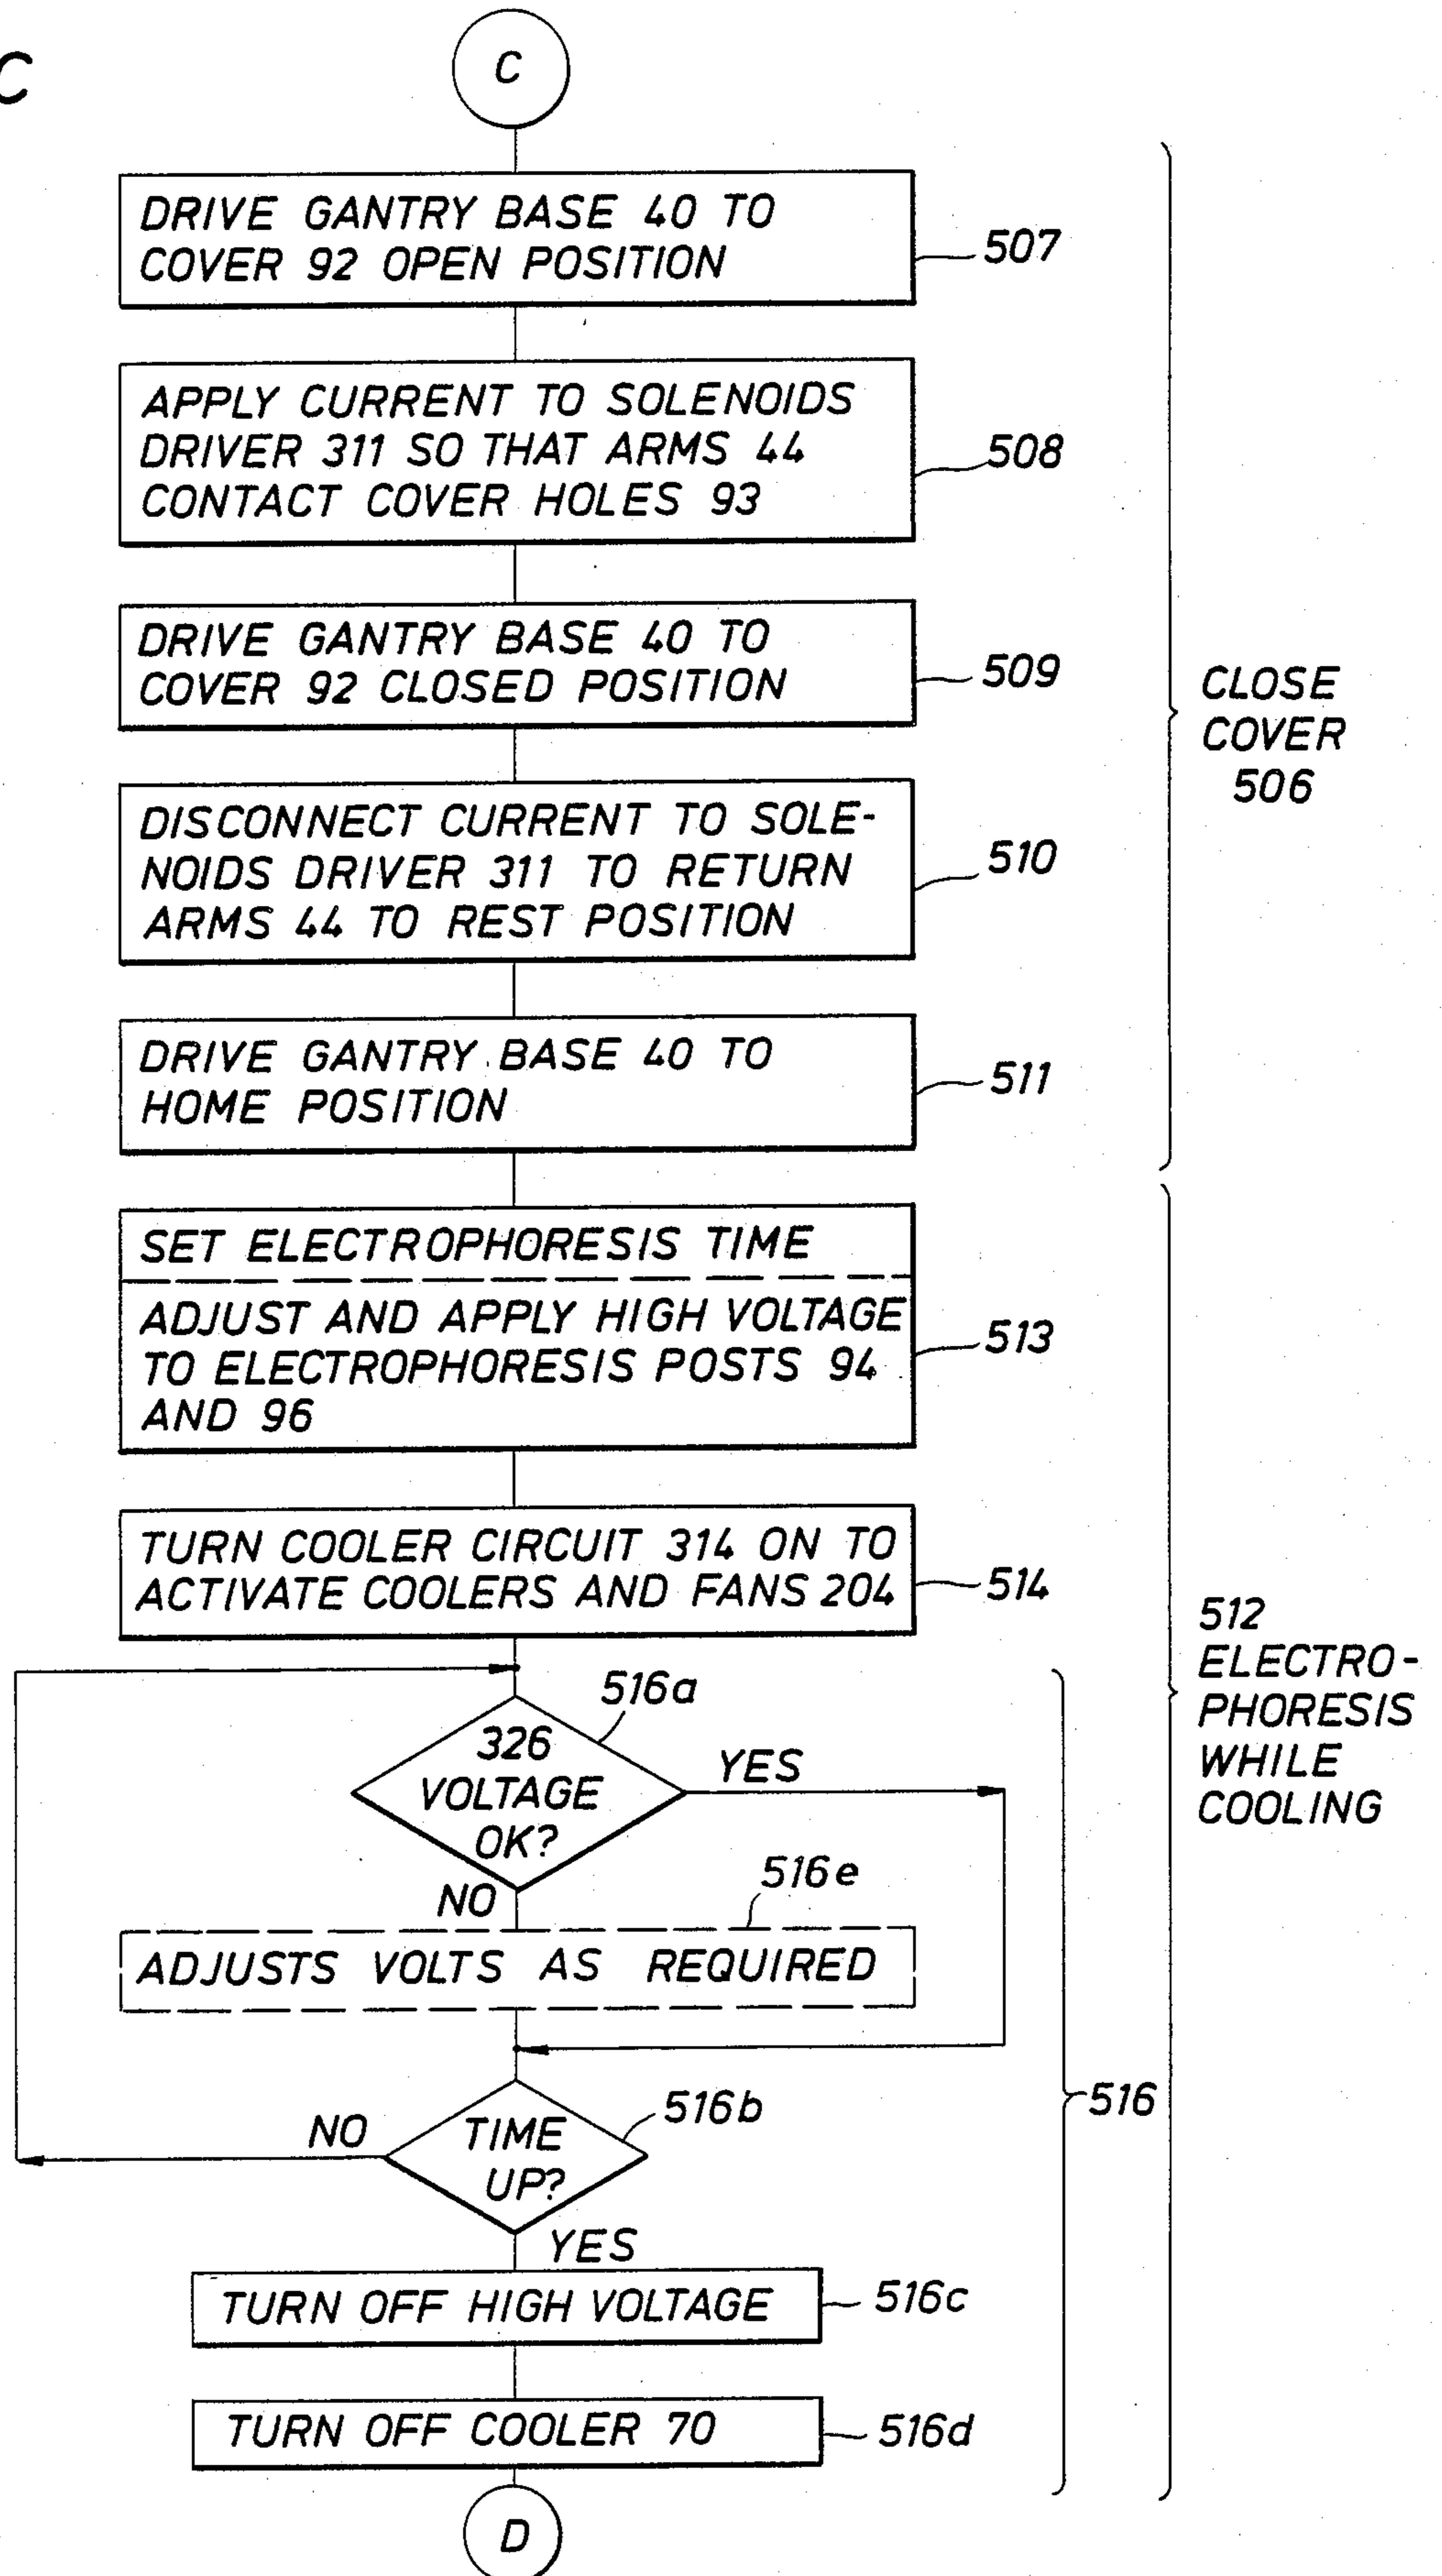 C
C
DRIVE GANTRY BASE 40 TO
COVER 92 OPEN POSITION
507
APPLY CURRENT TO SOLENOIDS
DRIVER 311 SO THAT ARMS 44
CONTACT COVER HOLES 93
508
DRIVE GANTRY BASE 40 TO
COVER 92 CLOSED POSITION
509
CLOSE
COVER
506
DISCONNECT CURRENT TO SOLE-
NOIDS DRIVER 311 TO RETURN
ARMS 44 TO REST POSITION
510
DRIVE GANTRY BASE 40 TO
HOME POSITION
511
SET ELECTROPHORESIS TIME
ADJUST AND APPLY HIGH VOLTAGE
TO ELECTROPHORESIS POSTS 94
AND 96
513
TURN COOLER CIRCUIT 314 ON TO
ACTIVATE COOLERS AND FANS 204
514
512
ELECTRO-
PHORESIS
WHILE
COOLING
516a
326
VOLTAGE
OK?
YES
NO
516e
ADJUSTS VOLTS AS REQUIRED
516
516b
TIME
UP?
NO
YES
TURN OFF HIGH VOLTAGE
516c
TURN OFF COOLER 70
516d
D